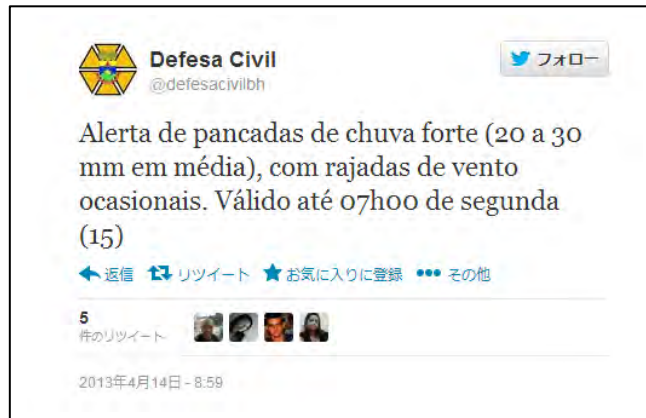 Defesa Civil
@defesacivilbh
フォロー
Alerta de pancadas de chuva forte (20 a 30
mm em média), com rajadas de vento
ocasionais. Válido até 07h00 de segunda
(15)
返信 リツイート お気に入りに登録 その他
5
件のリツイート
2013年4月14日 - 8:59